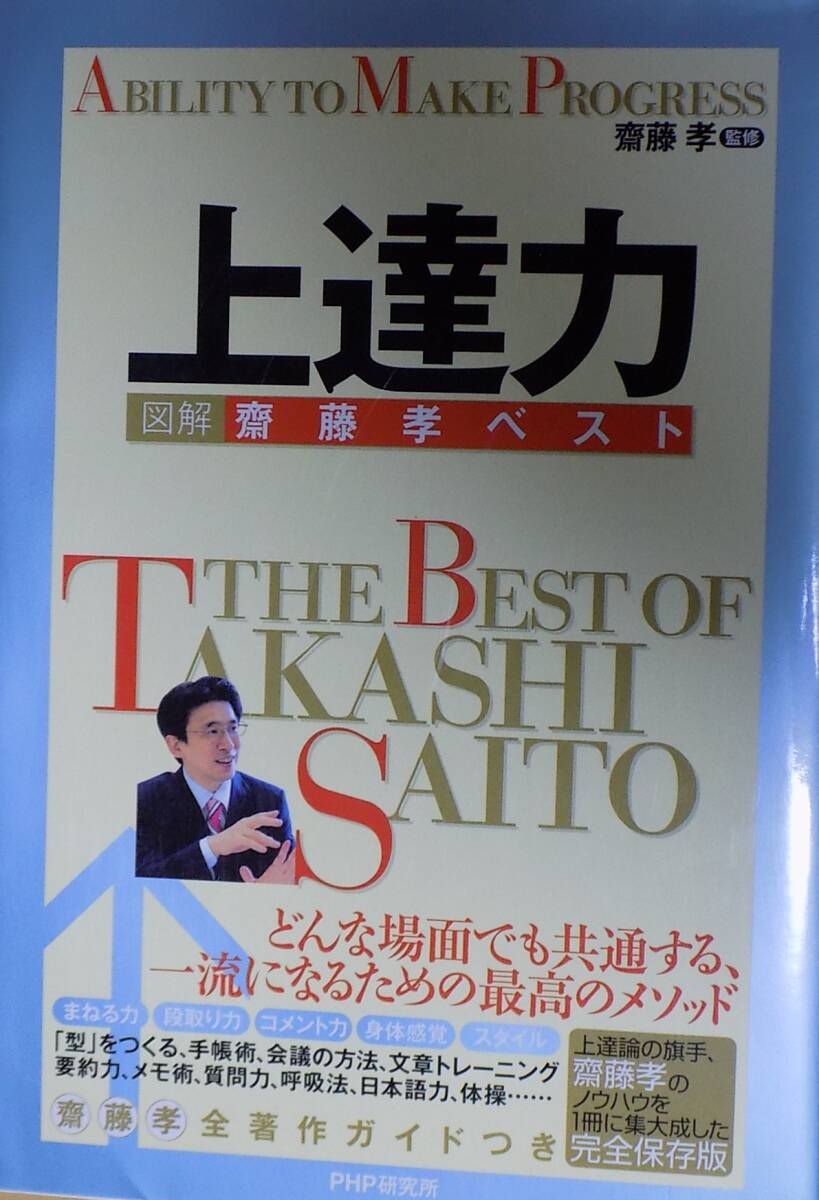 ABILITY TO MAKE PROGRESS
齋藤 孝 監修
上達力
図解 齋藤孝ベスト
THE BEST OF
TAKASHI
SAITO
どんな場面でも共通する、
一流になるための最高のメソッド
まねる力 段取り力 コメント力 身体感覚 スタイル
「型」をつくる、手帳術、会議の方法、文章トレーニング
要約力、メモ術、質問力、呼吸法、日本語力、体操……
齋藤孝全著作ガイドつき
上達論の旗手、
齋藤孝の
ノウハウを
1冊に集大成した
完全保存版
PHP研究所